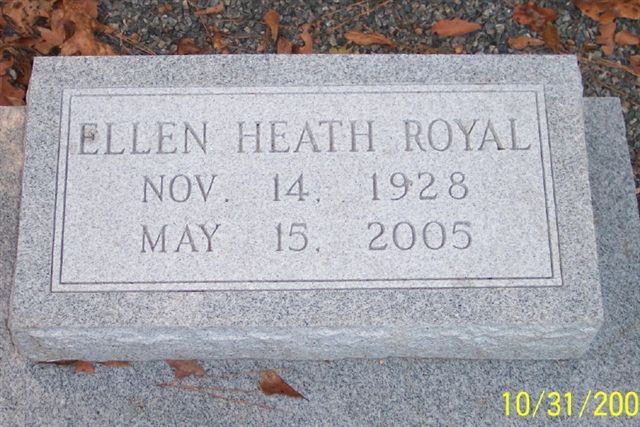 ELLEN HEATH ROYAL
NOV. 14, 1928
MAY 15, 2005
10/31/200